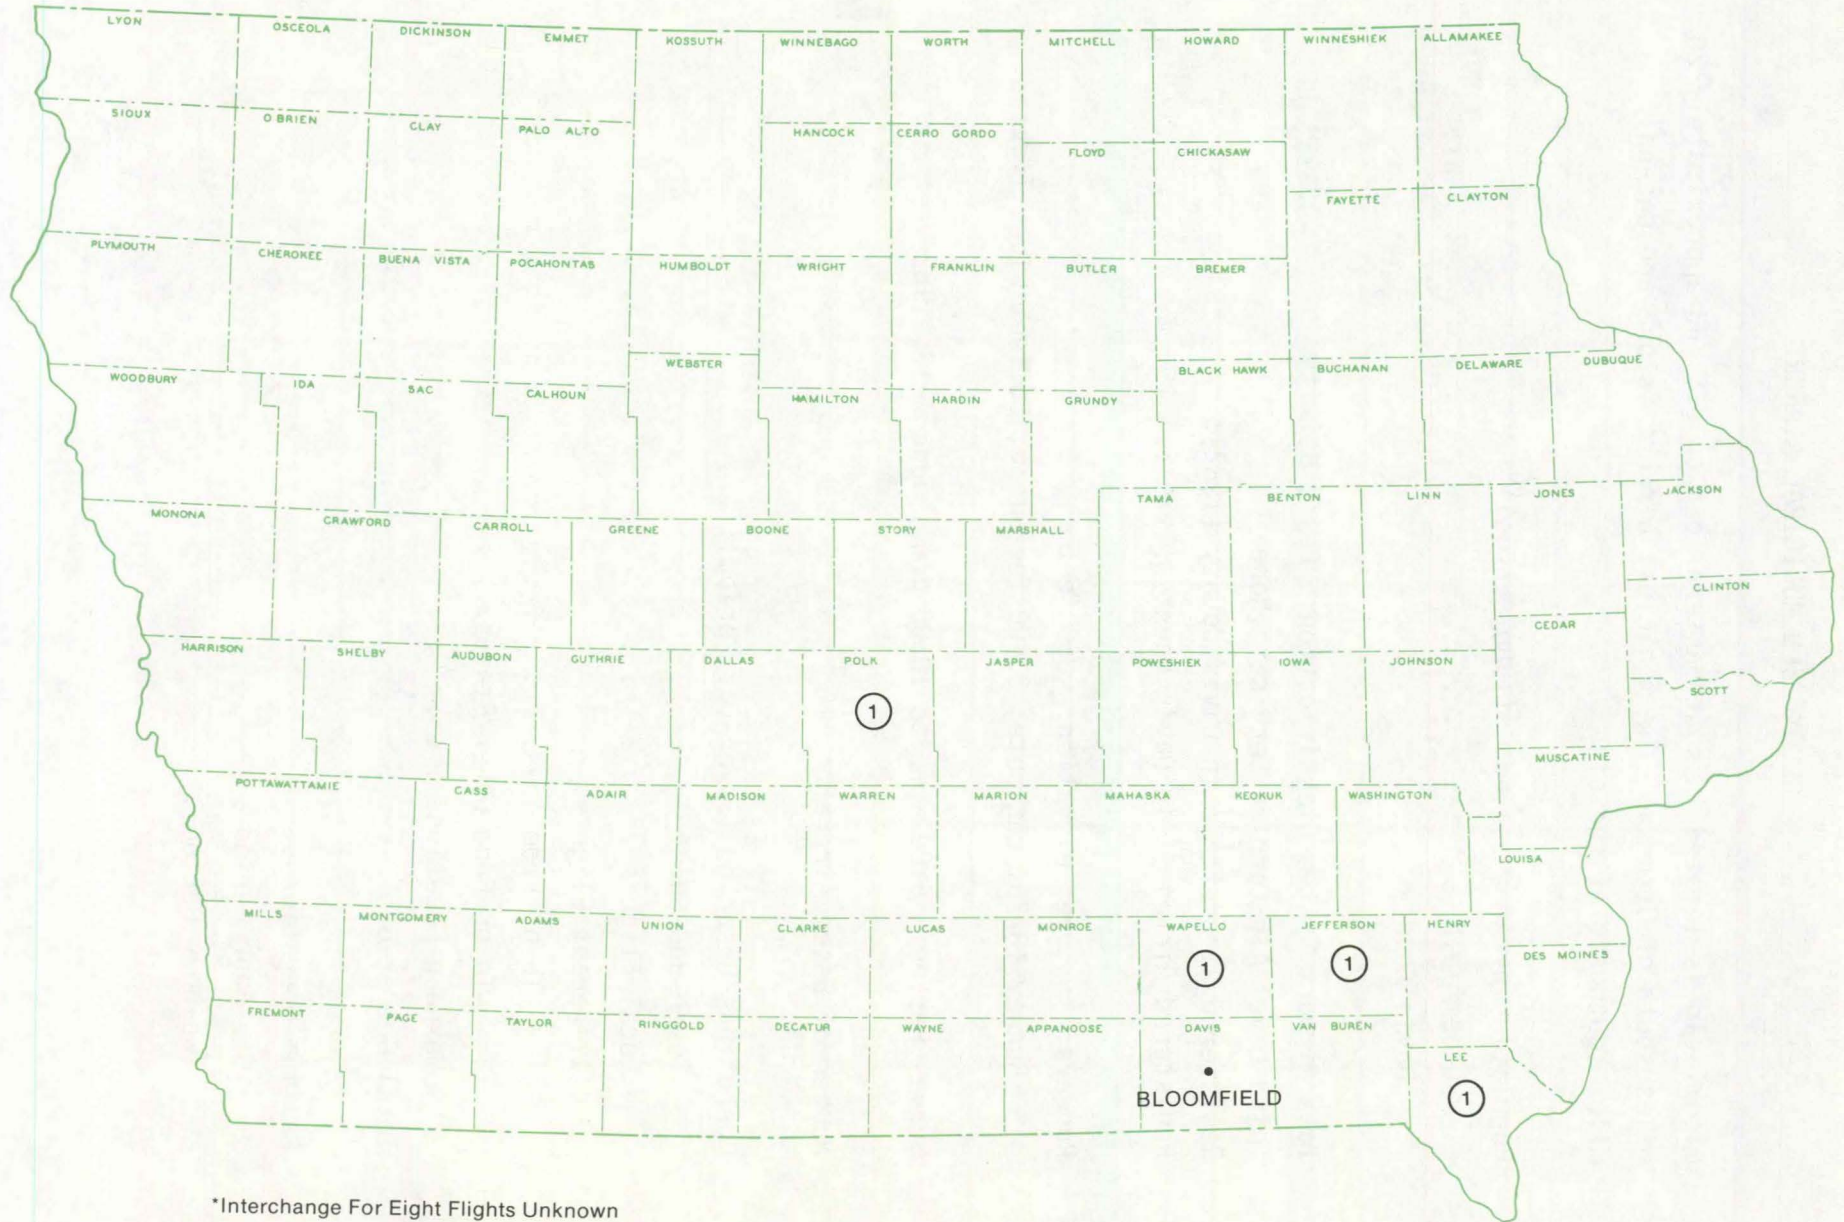 LYON OSCEOLA DICKINSON EMMET KOSSUTH WINNEBAGO WORTH MITCHELL HOWARD WINNESHIEK ALLAMAKEE
SIOUX O BRIEN CLAY PALO ALTO HANCOCK CERRO GORDO FLOYD CHICKASAW
FAYETTE CLAYTON
PLYMOUTH CHEROKEE BUENA VISTA POCAHONTAS HUMBOLDT WRIGHT FRANKLIN BUTLER BREMER
WEBSTER BLACK HAWK BUCHANAN DELAWARE DUBUQUE
WOODBURY IDA SAC CALHOUN HAMILTON HARDIN GRUNDY
TAMA BENTON LINN JONES JACKSON
MONONA CRAWFORD CARROLL GREENE BOONE STORY MARSHALL
CLINTON
CEDAR
HARRISON SHELBY AUDUBON GUTHRIE DALLAS POLK JASPER POWESHIEK IOWA JOHNSON
SCOTT
1
MUSCATINE
POTTAWATTAMIE CASS ADAIR MADISON WARREN MARION MAHASKA KEOKUK WASHINGTON
LOUISA
MILLS MONTGOMERY ADAMS UNION CLARKE LUCAS MONROE WAPELLO JEFFERSON HENRY
DES MOINES
1 1
FREMONT PAGE TAYLOR RINGGOLD DECATUR WAYNE APPANOOSE DAVIS VAN BUREN
LEE
BLOOMFIELD
1
*Interchange For Eight Flights Unknown